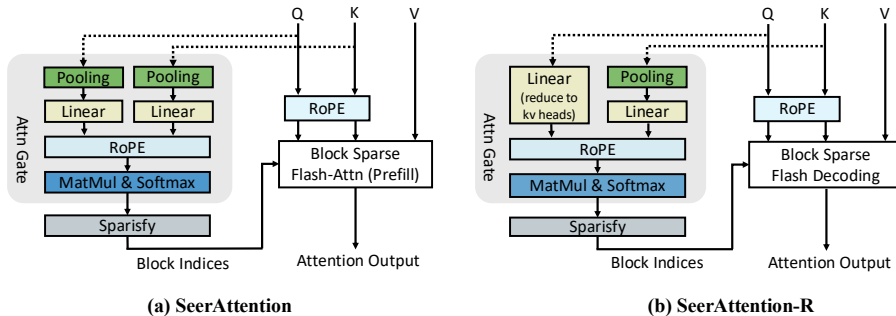 Q K V
Pooling Pooling
Linear Linear
RoPE
RoPE
MatMul & Softmax
Attn Gate
Block Sparse
Flash-Attn (Prefill)
Sparisfy
Block Indices
Attention Output
(a) SeerAttention
Q K V
Linear
(reduce to
kv heads)
Pooling
Linear
RoPE
RoPE
MatMul & Softmax
Attn Gate
Block Sparse
Flash Decoding
Sparisfy
Block Indices
Attention Output
(b) SeerAttention-R